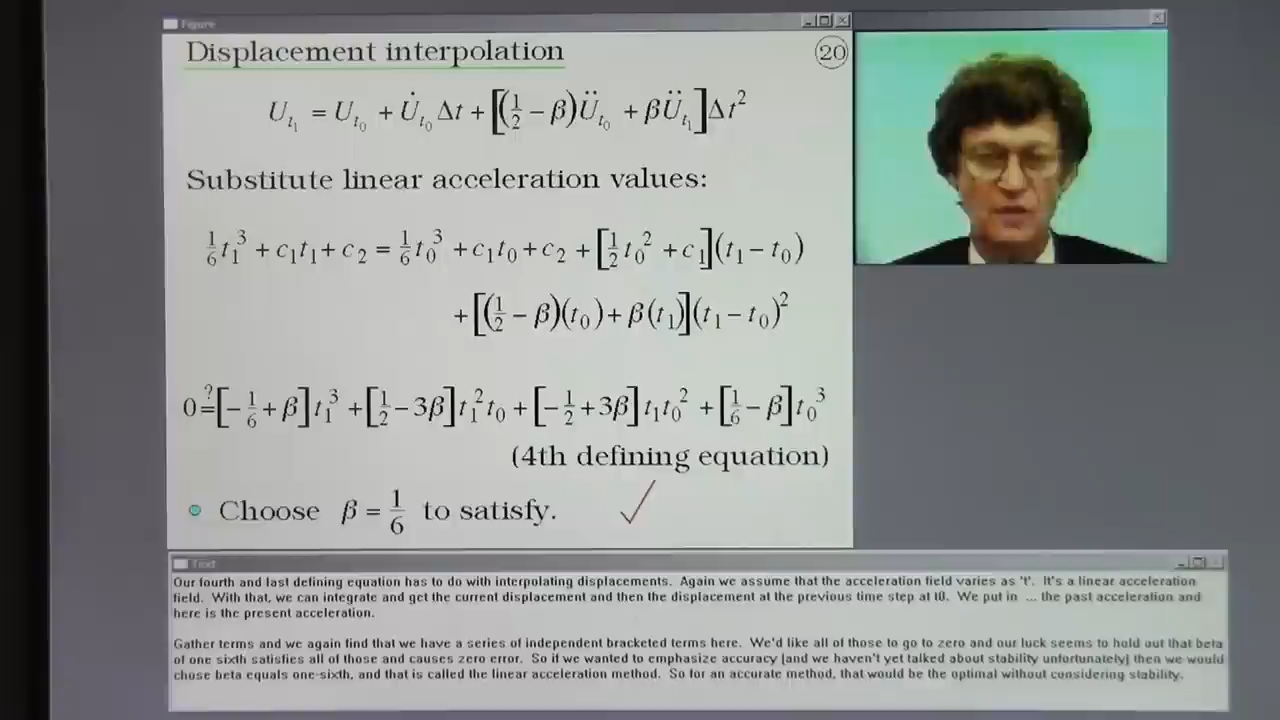 Figure
Displacement interpolation
20
U_{t_1} = U_{t_0} + U̇_{t_0} Δt + [(1/2 − β)Ü_{t_0} + βÜ_{t_1}]Δt²
Substitute linear acceleration values:
1/6 t_1³ + c_1t_1 + c_2 = 1/6 t_0³ + c_1t_0 + c_2 + [1/2 t_0² + c_1](t_1 − t_0)
+ [(1/2 − β)(t_0) + β(t_1)](t_1 − t_0)²
0 =? [−1/6 + β]t_1³ + [1/2 − 3β]t_1²t_0 + [−1/2 + 3β]t_1t_0² + [1/6 − β]t_0³
(4th defining equation)
Choose β = 1/6 to satisfy.
Text
Our fourth and last defining equation has to do with interpolating displacements. Again we assume that the acceleration field varies as 't'. It's a linear acceleration
field. With that, we can integrate and get the current displacement and then the displacement at the previous time step at t0. We put in ... the past acceleration and
here is the present acceleration.
Gather terms and we again find that we have a series of independent bracketed terms here. We'd like all of those to go to zero and our luck seems to hold out that beta
of one sixth satisfies all of those and causes zero error. So if we wanted to emphasize accuracy (and we haven't yet talked about stability unfortunately) then we would
chose beta equals one-sixth, and that is called the linear acceleration method. So for an accurate method, that would be the optimal without considering stability.